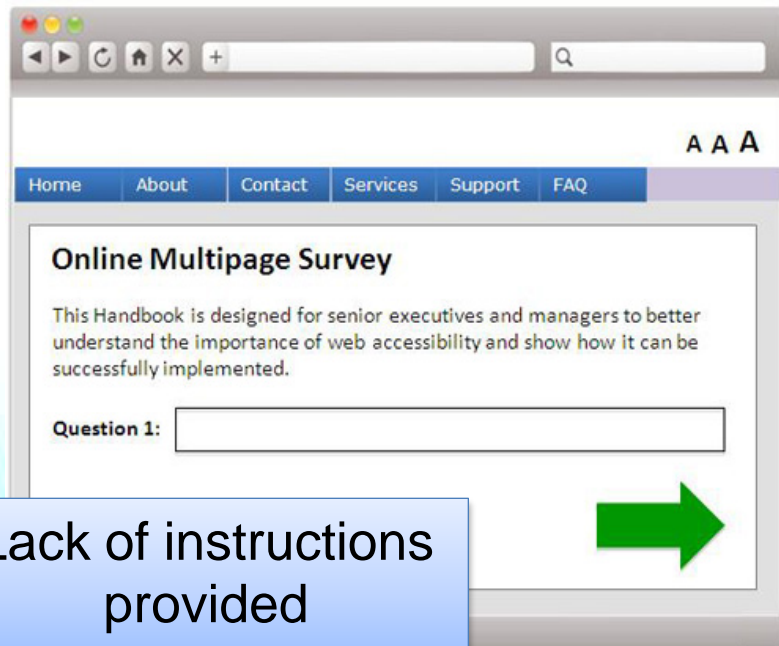 A A A
Home About Contact Services Support FAQ
Online Multipage Survey
This Handbook is designed for senior executives and managers to better
understand the importance of web accessibility and show how it can be
successfully implemented.
Question 1:
Lack of instructions
provided